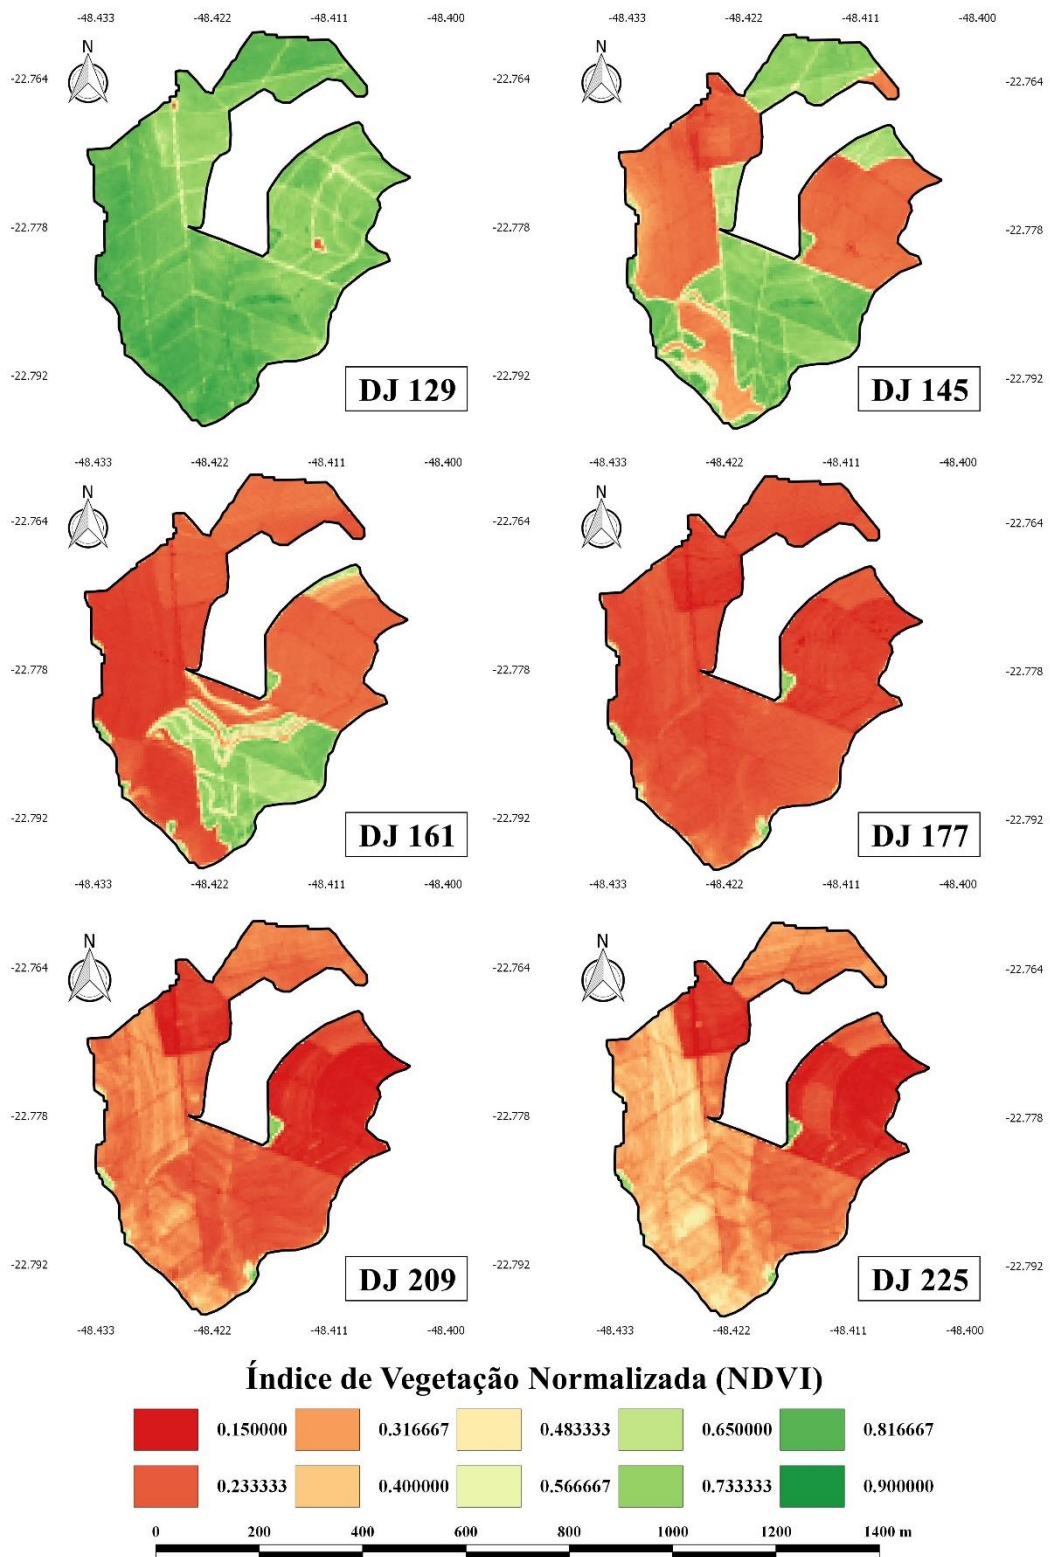 -48.433 -48.422 -48.411 -48.400 -48.433 -48.422 -48.411 -48.400
N N
-22.764 -22.764 -22.764
-22.778 -22.778 -22.778
-22.792 -22.792 -22.792
DJ 129 DJ 145
-48.433 -48.422 -48.411 -48.400 -48.433 -48.422 -48.411 -48.400
N N
-22.764 -22.764 -22.764
-22.778 -22.778 -22.778
-22.792 -22.792 -22.792
DJ 161 DJ 177
-48.433 -48.422 -48.411 -48.400 -48.433 -48.422 -48.411 -48.400
N N
-22.764 -22.764 -22.764
-22.778 -22.778 -22.778
-22.792 -22.792 -22.792
DJ 209 DJ 225
-48.433 -48.422 -48.411 -48.400 -48.433 -48.422 -48.411 -48.400
Índice de Vegetação Normalizada (NDVI)
0.150000 0.316667 0.483333 0.650000 0.816667
0.233333 0.400000 0.566667 0.733333 0.900000
0 200 400 600 800 1000 1200 1400 m